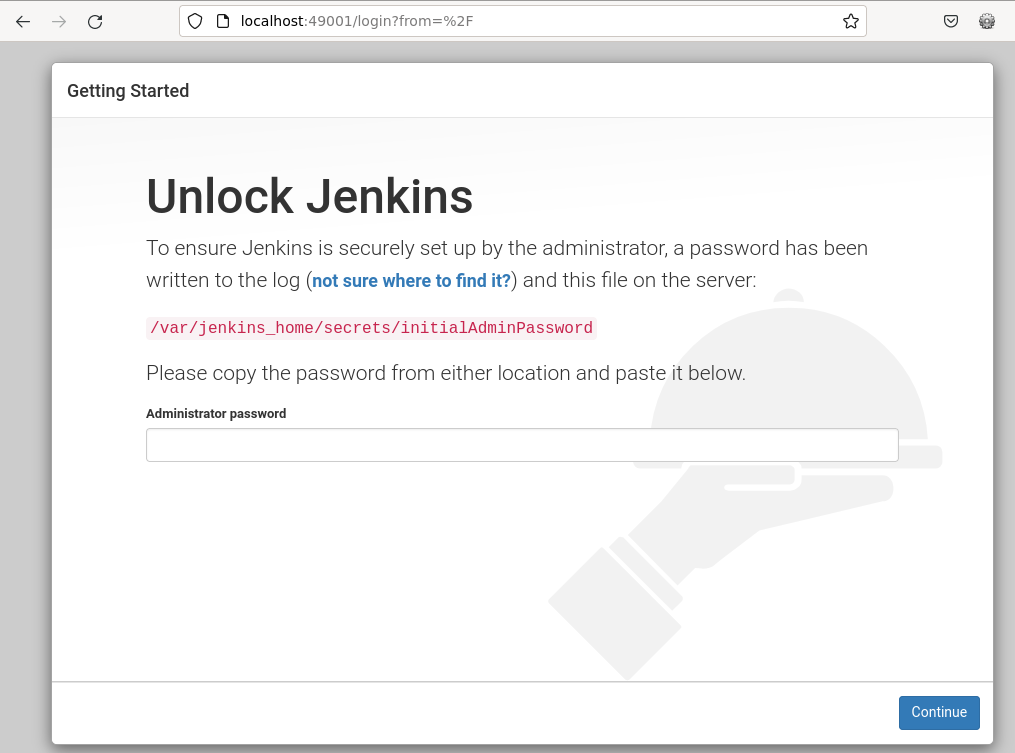 localhost:49001/login?from=%2F
Getting Started
Unlock Jenkins
To ensure Jenkins is securely set up by the administrator, a password has been
written to the log (not sure where to find it?) and this file on the server:
/var/jenkins_home/secrets/initialAdminPassword
Please copy the password from either location and paste it below.
Administrator password
Continue